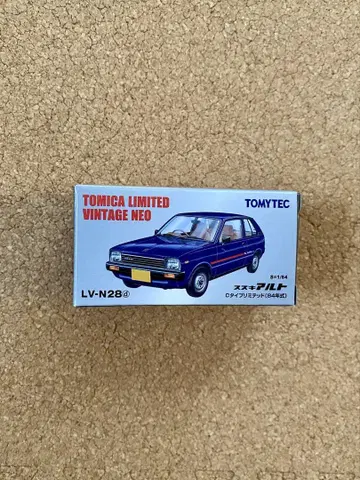 TOMICA LIMITED
VINTAGE NEO
TOMYTEC
S=1/64
LV-N28d
スズキアルト
Cタイプリミテッド(84年式)